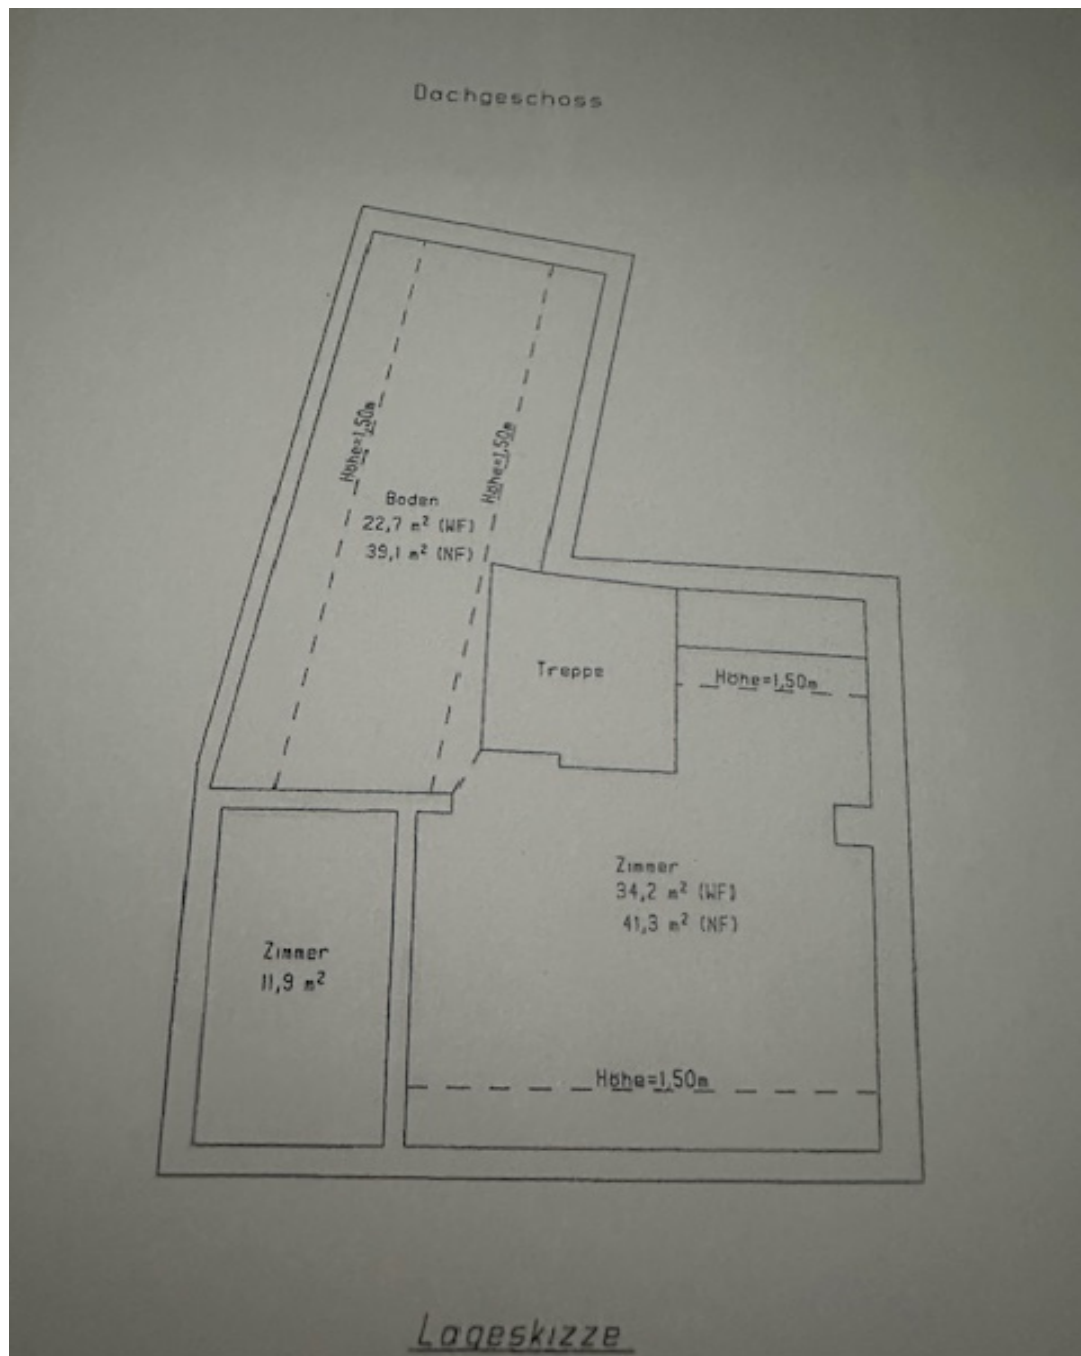 Dachgeschoss
Höhe=1,50m
Höhe=1,50m
Boden
22,7 m² (WF)
39,1 m² (NF)
Treppe
Höhe=1,50m
Zimmer
34,2 m² (WF)
41,3 m² (NF)
Zimmer
11,9 m²
Höhe=1,50m
Lageskizze